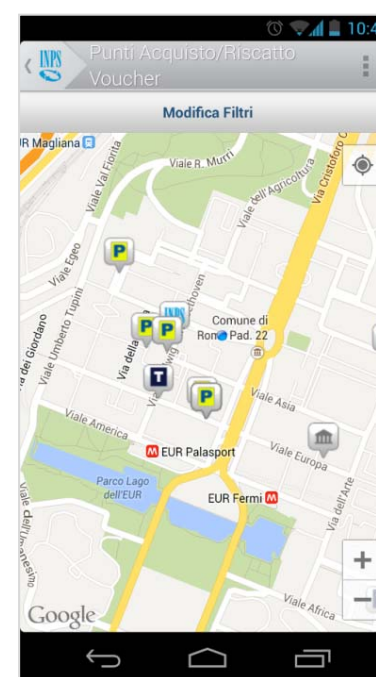 10:4
INPS
Punti Acquisto/Riscatto
Voucher
Modifica Filtri
UR Magliana
Viale Val Fiorita
Viale R. Murri
Viale dell'Agricoltura
Via Cristoforo C
Viale Egeo
P
Viale Umberto Tupini
dei Giordano
INPS
P P
Comune di
Pad. 22
Via della
T
P
Viale Asia
Viale America
M EUR Palasport
Viale Europa
Parco Lago
dell'EUR
EUR Fermi M
Via dell'Arte
Viale dell'Umanesimo
Viale Africa
Google
+
-